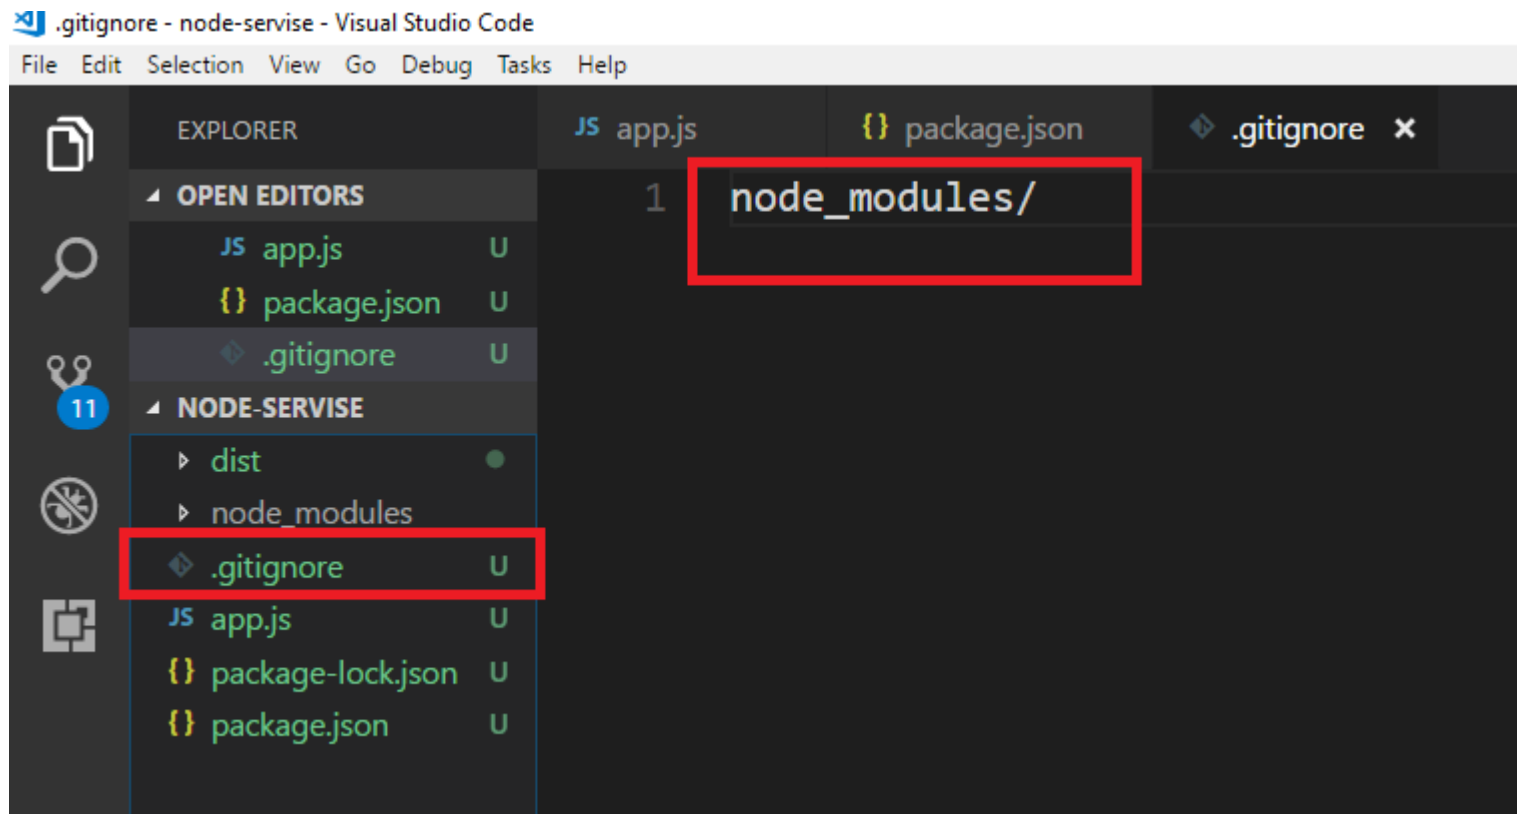 .gitignore - node-servise - Visual Studio Code
File Edit Selection View Go Debug Tasks Help
EXPLORER
JS app.js
{} package.json
.gitignore ×
OPEN EDITORS
JS app.js U
{} package.json U
.gitignore U
11
NODE-SERVISE
dist
node_modules
.gitignore U
JS app.js U
{} package-lock.json U
{} package.json U
1 node_modules/